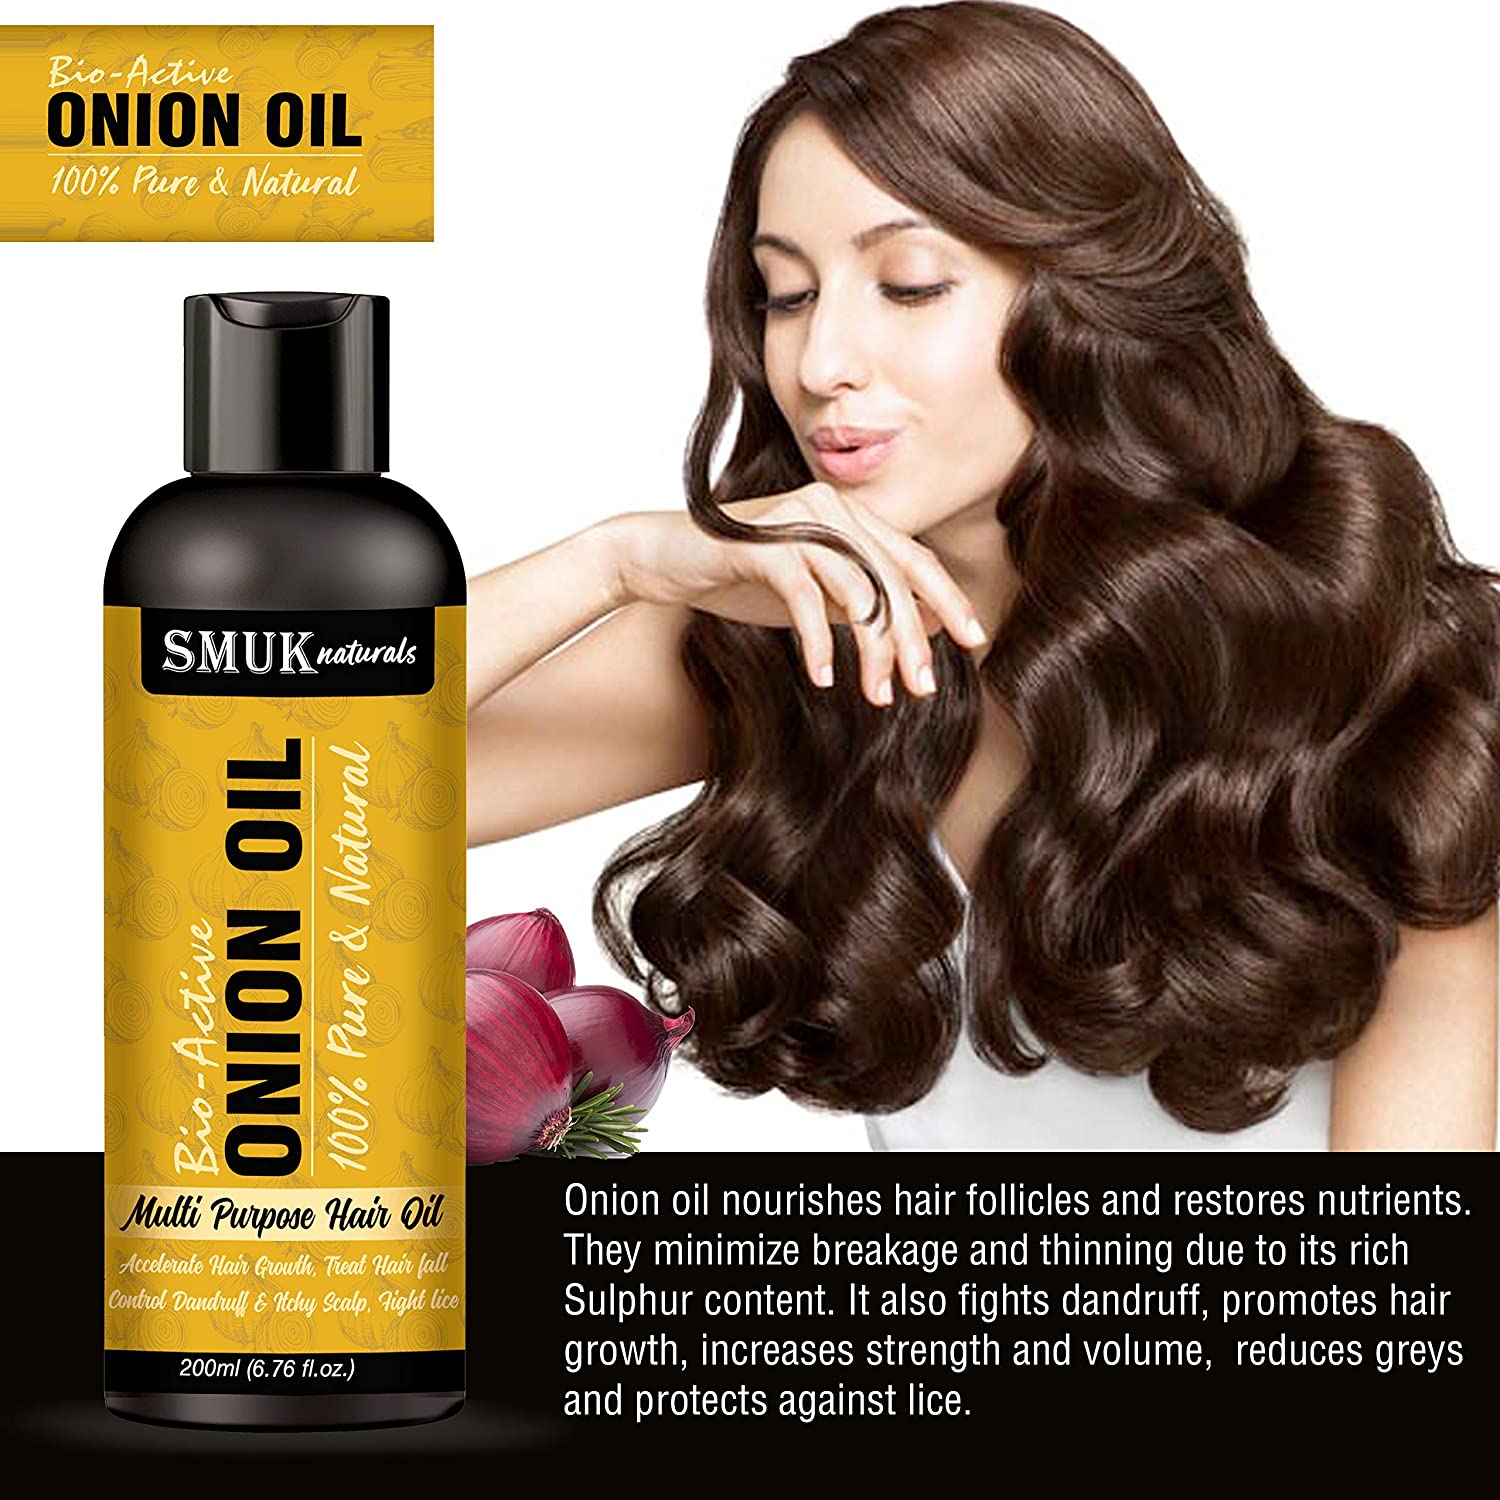 Bio-Active
ONION OIL
100% Pure & Natural
SMUK naturals
Bio-Active
ONION OIL
100% Pure & Natural
Multi Purpose Hair Oil
Accelerate Hair Growth, Treat Hair fall
Control Dandruff & Itchy Scalp, Fight lice
200ml (6.76 fl.oz.)
Onion oil nourishes hair follicles and restores nutrients.
They minimize breakage and thinning due to its rich
Sulphur content. It also fights dandruff, promotes hair
growth, increases strength and volume,  reduces greys
and protects against lice.